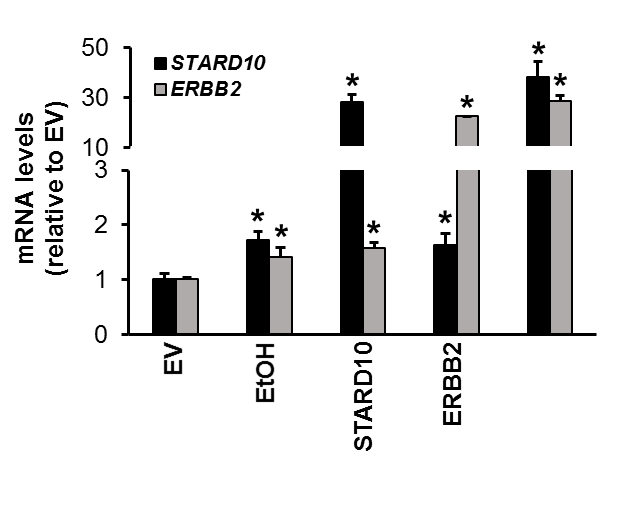 mRNA levels
(relative to EV)
50
30
10
3
2
1
0
STARD10
ERBB2
* * * * * * * *
EV
EtOH
STARD10
ERBB2